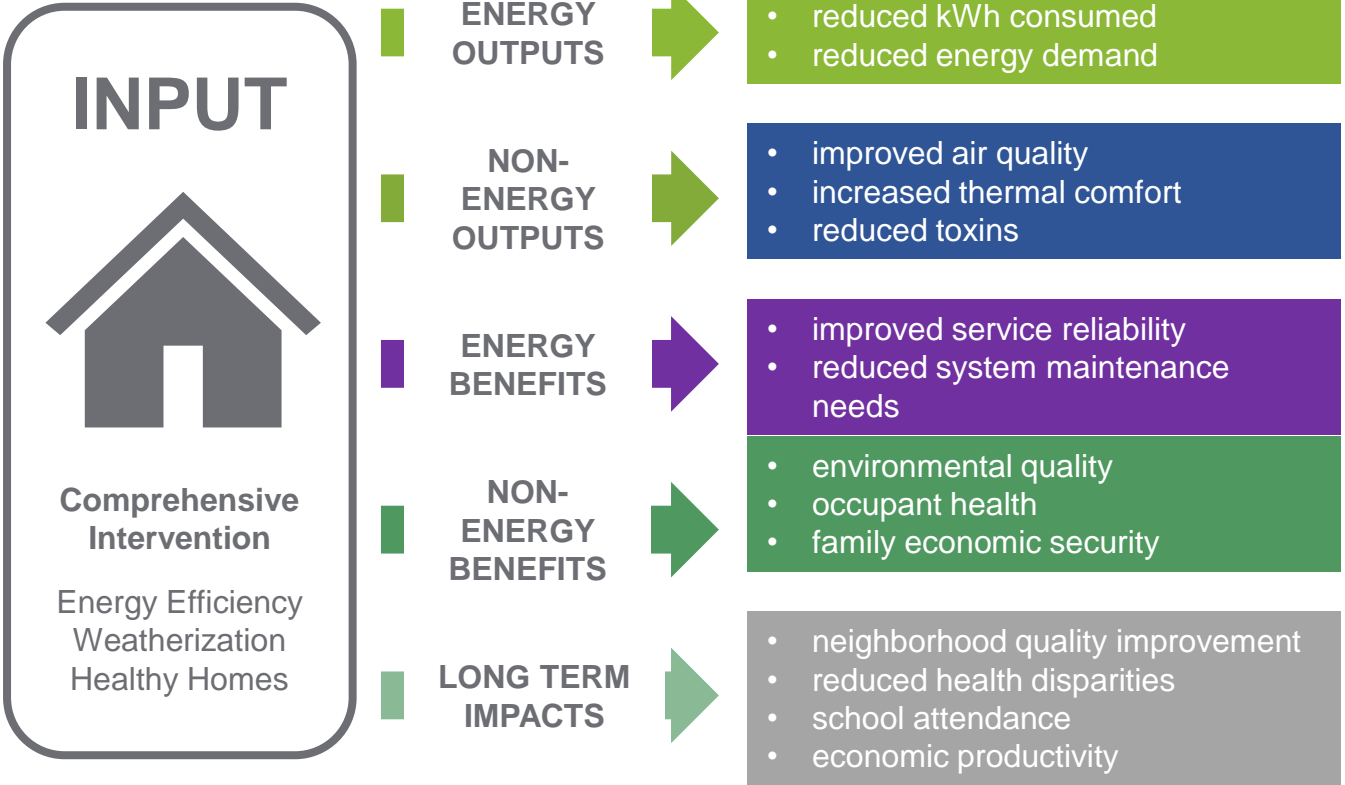 INPUT
Comprehensive
Intervention
Energy Efficiency
Weatherization
Healthy Homes
ENERGY
OUTPUTS
• reduced kWh consumed
• reduced energy demand
NON-
ENERGY
OUTPUTS
• improved air quality
• increased thermal comfort
• reduced toxins
ENERGY
BENEFITS
• improved service reliability
• reduced system maintenance
needs
NON-
ENERGY
BENEFITS
• environmental quality
• occupant health
• family economic security
LONG TERM
IMPACTS
• neighborhood quality improvement
• reduced health disparities
• school attendance
• economic productivity